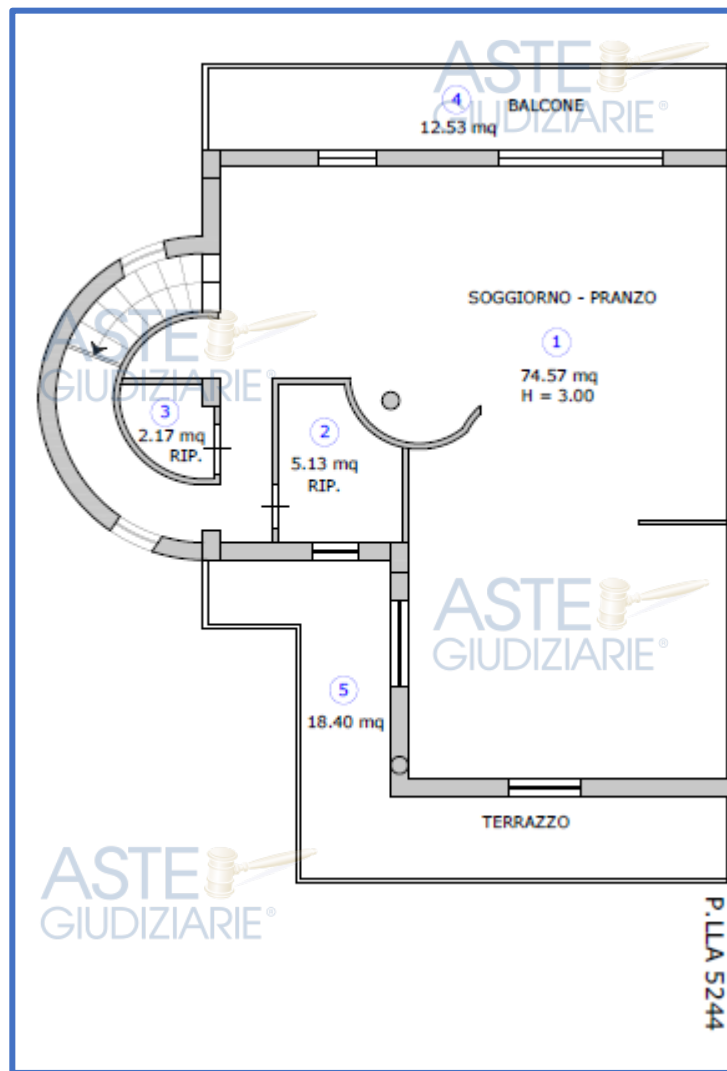 ASTE
GIUDIZIARIE®
4
BALCONE
12.53 mq
SOGGIORNO - PRANZO
1
74.57 mq
H = 3.00
ASTE
GIUDIZIARIE®
3
2.17 mq
RIP.
2
5.13 mq
RIP.
ASTE
GIUDIZIARIE®
5
18.40 mq
TERRAZZO
ASTE
GIUDIZIARIE®
P.LLA 5244